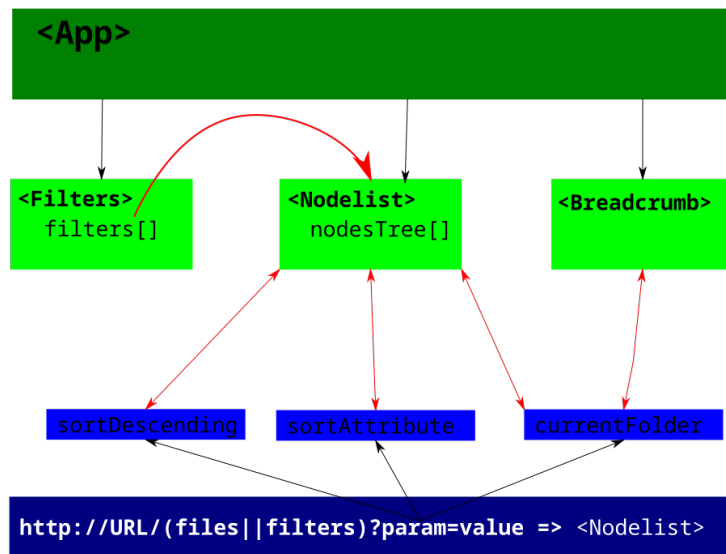 <App>
<Filters>
filters[]
<Nodelist>
nodesTree[]
<Breadcrumb>
sortDescending
sortAttribute
currentFolder
http://URL/(files||filters)?param=value => <Nodelist>